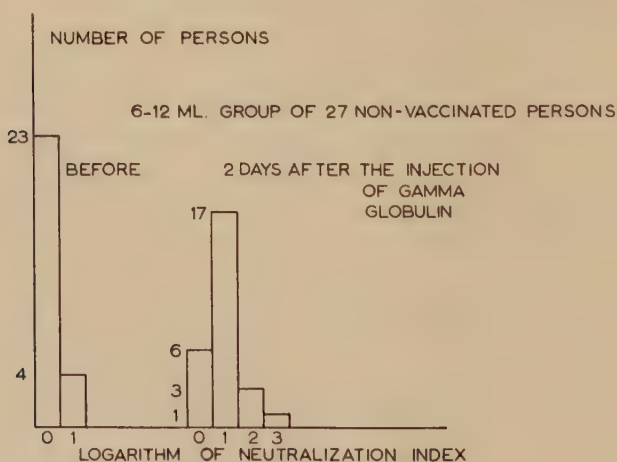 NUMBER OF PERSONS
6-12 ML. GROUP OF 27 NON-VACCINATED PERSONS
23
BEFORE
2 DAYS AFTER THE INJECTION
OF GAMMA
GLOBULIN
17
6
4
3
1
0 1
0 1 2 3
LOGARITHM OF NEUTRALIZATION INDEX